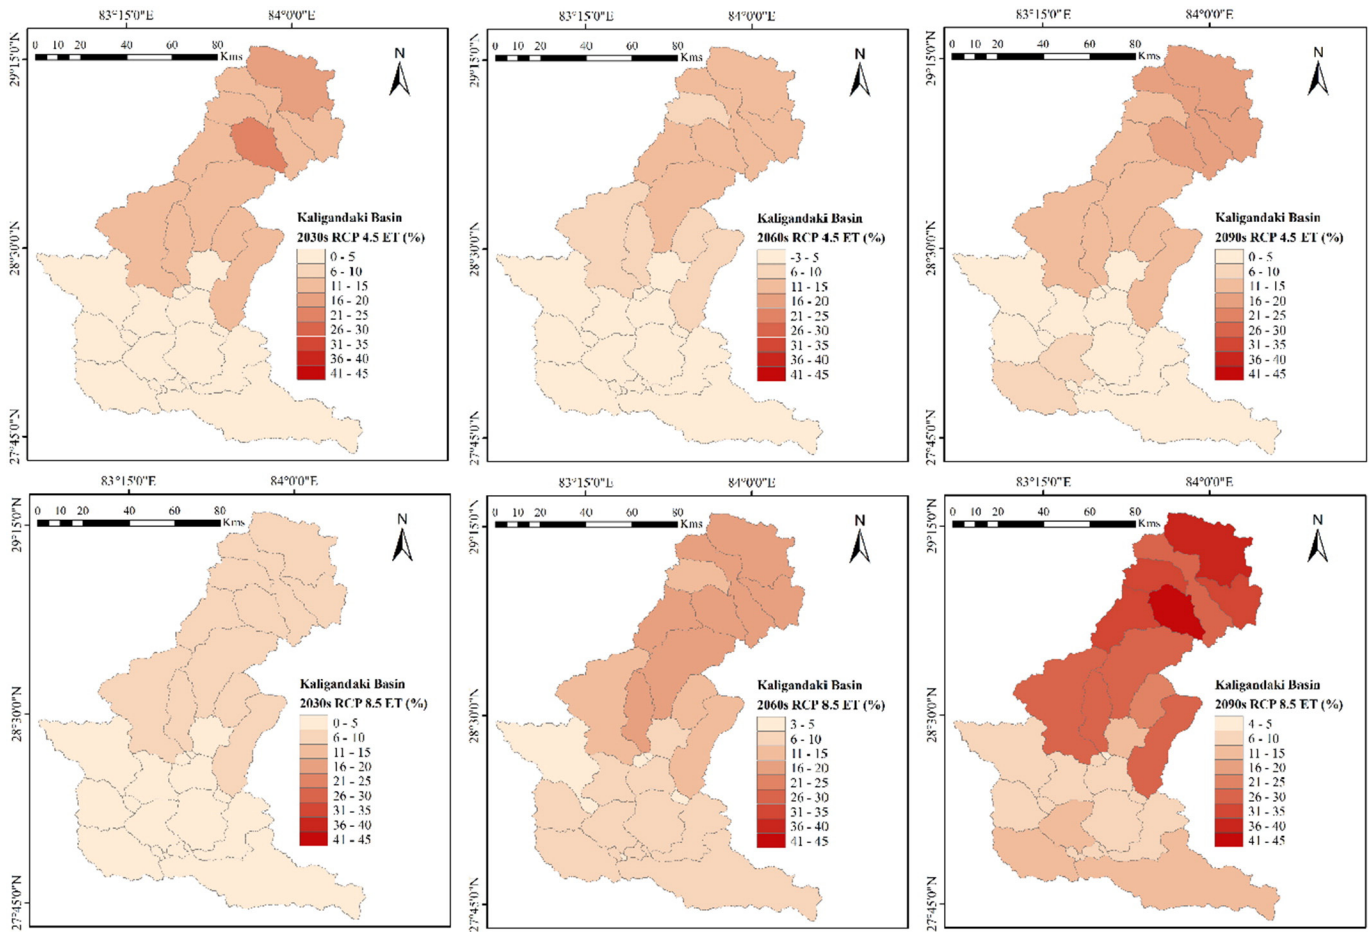 83°15'0"E 84°0'0"E
0 20 40 60 80
Kms
N
29°15'0"N
28°30'0"N
27°45'0"N
Kaligandaki Basin
2030s RCP 4.5 ET (%)
0 - 5
6 - 10
11 - 15
16 - 20
21 - 25
26 - 30
31 - 35
36 - 40
41 - 45
83°15'0"E 84°0'0"E
0 20 40 60 80
Kms
N
29°15'0"N
28°30'0"N
27°45'0"N
Kaligandaki Basin
2060s RCP 4.5 ET (%)
-3 - 5
6 - 10
11 - 15
16 - 20
21 - 25
26 - 30
31 - 35
36 - 40
41 - 45
83°15'0"E 84°0'0"E
0 20 40 60 80
Kms
N
29°15'0"N
28°30'0"N
27°45'0"N
Kaligandaki Basin
2090s RCP 4.5 ET (%)
0 - 5
6 - 10
11 - 15
16 - 20
21 - 25
26 - 30
31 - 35
36 - 40
41 - 45
83°15'0"E 84°0'0"E
0 20 40 60 80
Kms
N
29°15'0"N
28°30'0"N
27°45'0"N
Kaligandaki Basin
2030s RCP 8.5 ET (%)
0 - 5
6 - 10
11 - 15
16 - 20
21 - 25
26 - 30
31 - 35
36 - 40
41 - 45
83°15'0"E 84°0'0"E
0 20 40 60 80
Kms
N
29°15'0"N
28°30'0"N
27°45'0"N
Kaligandaki Basin
2060s RCP 8.5 ET (%)
3 - 5
6 - 10
11 - 15
16 - 20
21 - 25
26 - 30
31 - 35
36 - 40
41 - 45
83°15'0"E 84°0'0"E
0 20 40 60 80
Kms
N
29°15'0"N
28°30'0"N
27°45'0"N
Kaligandaki Basin
2090s RCP 8.5 ET (%)
4 - 5
6 - 10
11 - 15
16 - 20
21 - 25
26 - 30
31 - 35
36 - 40
41 - 45